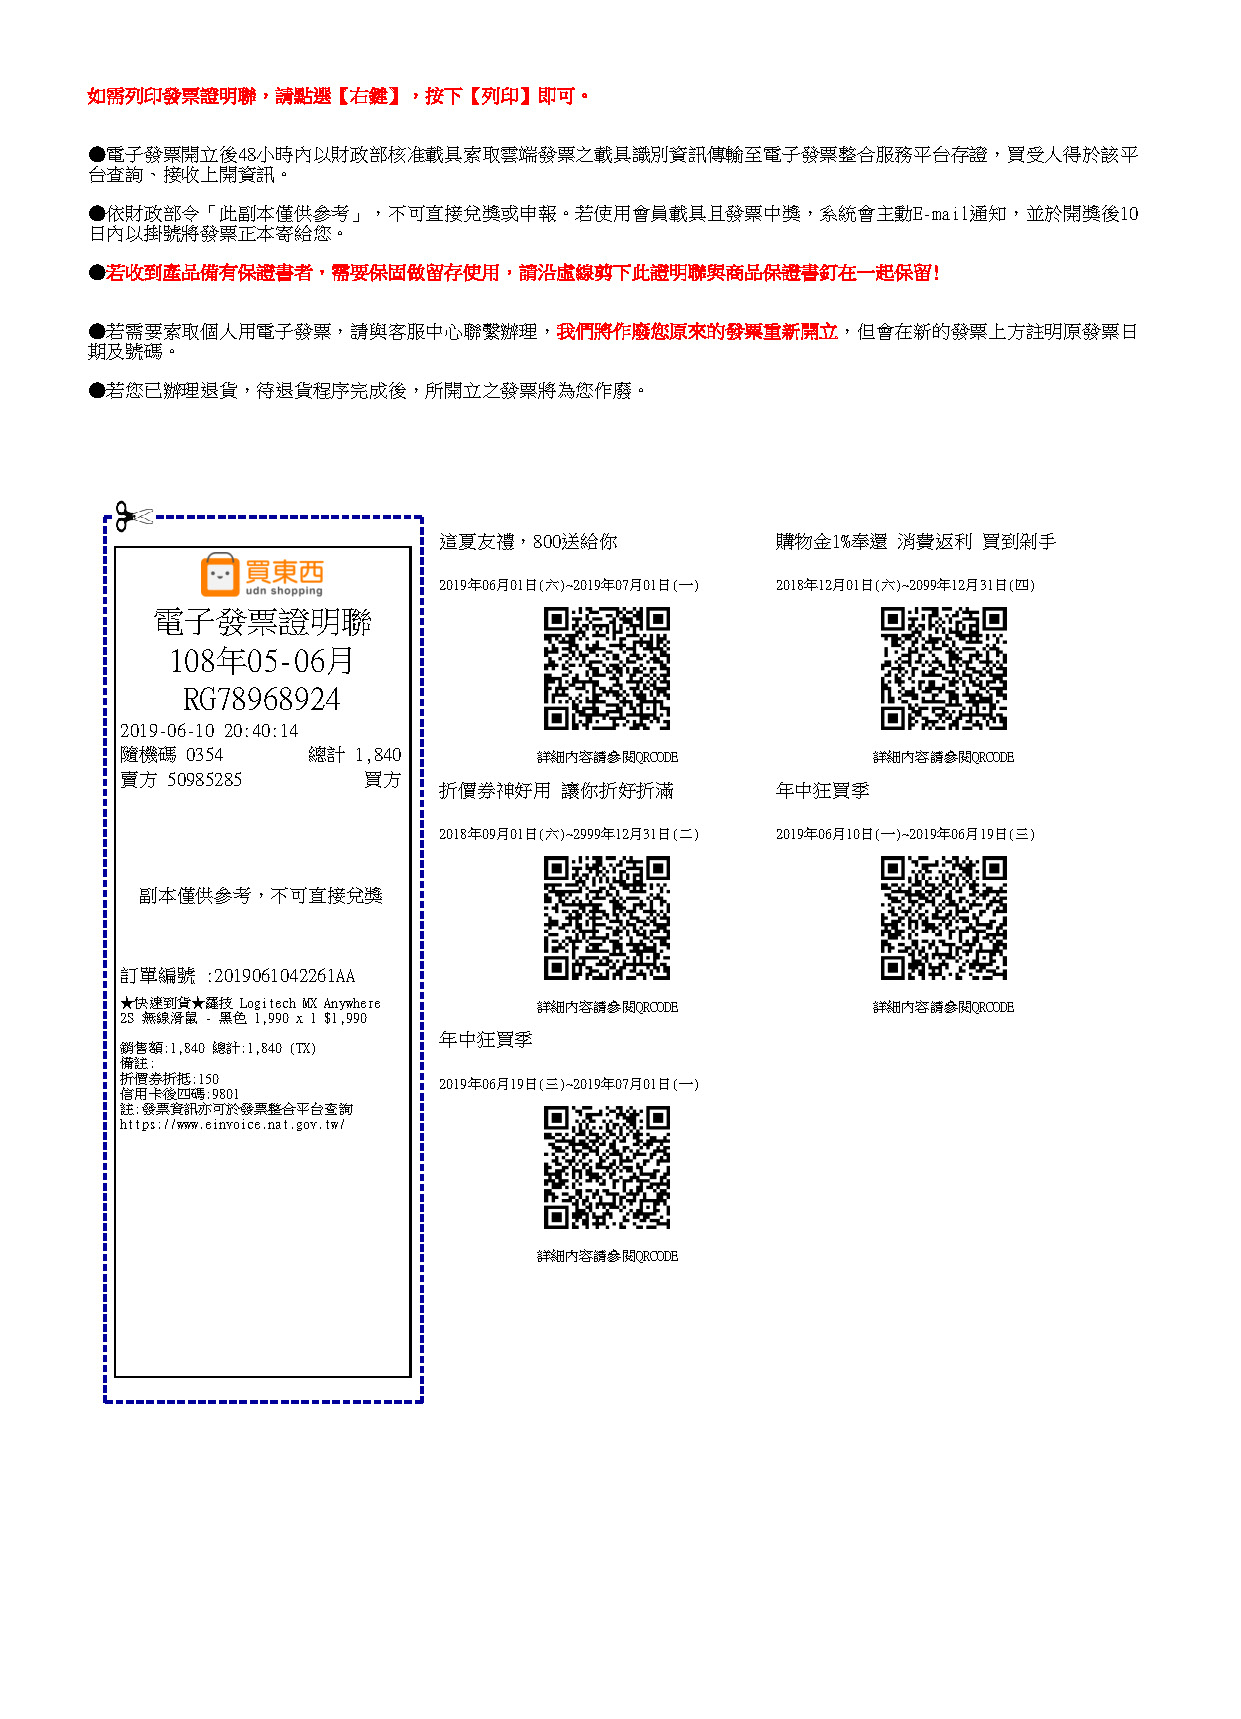 如需列印發票證明聯，請點選【右鍵】，按下【列印】即可。
●電子發票開立後48小時內以財政部核准載具索取雲端發票之載具識別資訊傳輸至電子發票整合服務平台存證，買受人得於該平
台查詢、接收上開資訊。
●依財政部令「此副本僅供參考」，不可直接兌獎或申報。若使用會員載具且發票中獎，系統會主動E-mail通知，並於開獎後10
日內以掛號將發票正本寄給您。
●若收到產品備有保證書者，需要保固做留存使用，請沿虛線剪下此證明聯與商品保證書釘在一起保留!
●若需要索取個人用電子發票，請與客服中心聯繫辦理，我們將作廢您原來的發票重新開立，但會在新的發票上方註明原發票日
期及號碼。
●若您已辦理退貨，待退貨程序完成後，所開立之發票將為您作廢。
買東西
udn shopping
電子發票證明聯
108年05-06月
RG78968924
2019-06-10 20:40:14
隨機碼 0354 總計 1,840
賣方 50985285 買方
副本僅供參考，不可直接兌獎
訂單編號 :2019061042261AA
★快速到貨★羅技 Logitech MX Anywhere
2S 無線滑鼠 - 黑色 1,990 x 1 $1,990
銷售額:1,840 總計:1,840 (TX)
備註:
折價券折抵:150
信用卡後四碼:9801
註:發票資訊亦可於發票整合平台查詢
https://www.einvoice.nat.gov.tw/
這夏友禮，800送給你
2019年06月01日(六)~2019年07月01日(一)
詳細內容請參閱QRCODE
購物金1%奉還 消費返利 買到剁手
2018年12月01日(六)~2099年12月31日(四)
詳細內容請參閱QRCODE
折價券神好用 讓你折好折滿
2018年09月01日(六)~2999年12月31日(二)
詳細內容請參閱QRCODE
年中狂買季
2019年06月10日(一)~2019年06月19日(三)
詳細內容請參閱QRCODE
年中狂買季
2019年06月19日(三)~2019年07月01日(一)
詳細內容請參閱QRCODE